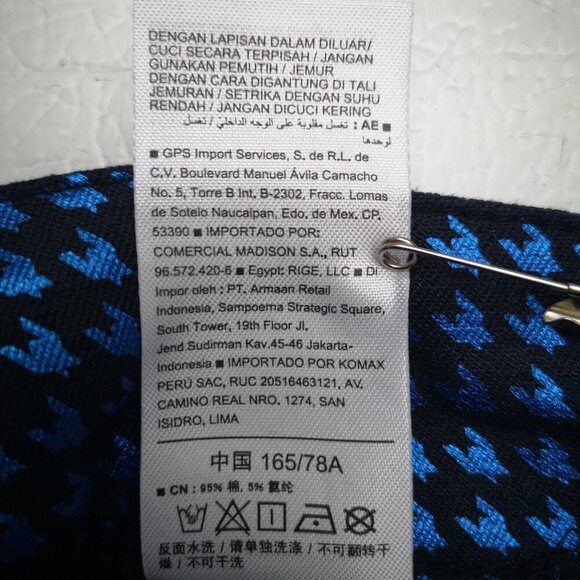 DENGAN LAPISAN DALAM DILUAR/
CUCI SECARA TERPISAH / JANGAN
GUNAKAN PEMUTIH / JEMUR
DENGAN CARA DIGANTUNG DI TALI
JEMURAN / SETRIKA DENGAN SUHU
RENDAH / JANGAN DICUCI KERING
■ AE : تغسل مقلوبة على الوجه الداخلي / تغسل
لوحدها
■ GPS Import Services, S. de R.L. de
C.V. Boulevard Manuel Ávila Camacho
No. 5, Torre B Int. B-2302, Fracc. Lomas
de Sotelo Naucalpan, Edo. de Mex. CP.
53390 ■ IMPORTADO POR:
COMERCIAL MADISON S.A., RUT
96.572.420-6 ■ Egypt: RIGE, LLC ■ Di
Impor oleh : PT. Armaan Retail
Indonesia, Sampoerna Strategic Square,
South Tower, 19th Floor Jl.
Jend.Sudirman Kav.45-46 Jakarta-
Indonesia ■ IMPORTADO POR KOMAX
PERÚ SAC, RUC 20516463121, AV.
CAMINO REAL NRO. 1274, SAN
ISIDRO, LIMA
中国 165/78A
■ CN : 95% 棉, 5% 氨纶
反面水洗 / 请单独洗涤 / 不可翻转干
燥 / 不可干洗